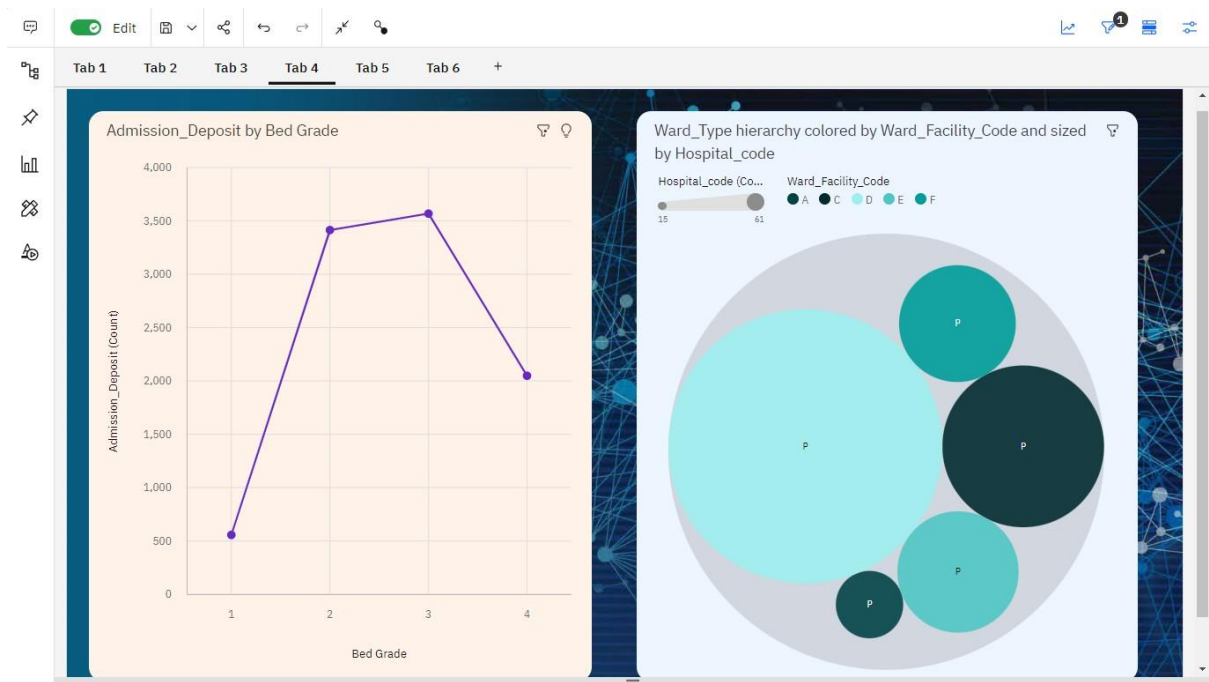 Edit
1
Tab 1 Tab 2 Tab 3 Tab 4 Tab 5 Tab 6 +
Admission_Deposit by Bed Grade
4,000
3,500
3,000
2,500
2,000
1,500
1,000
500
0
Admission_Deposit (Count)
1 2 3 4
Bed Grade
Ward_Type hierarchy colored by Ward_Facility_Code and sized
by Hospital_code
Hospital_code (Co... Ward_Facility_Code
A C D E F
15 61
P
P
P
P
P